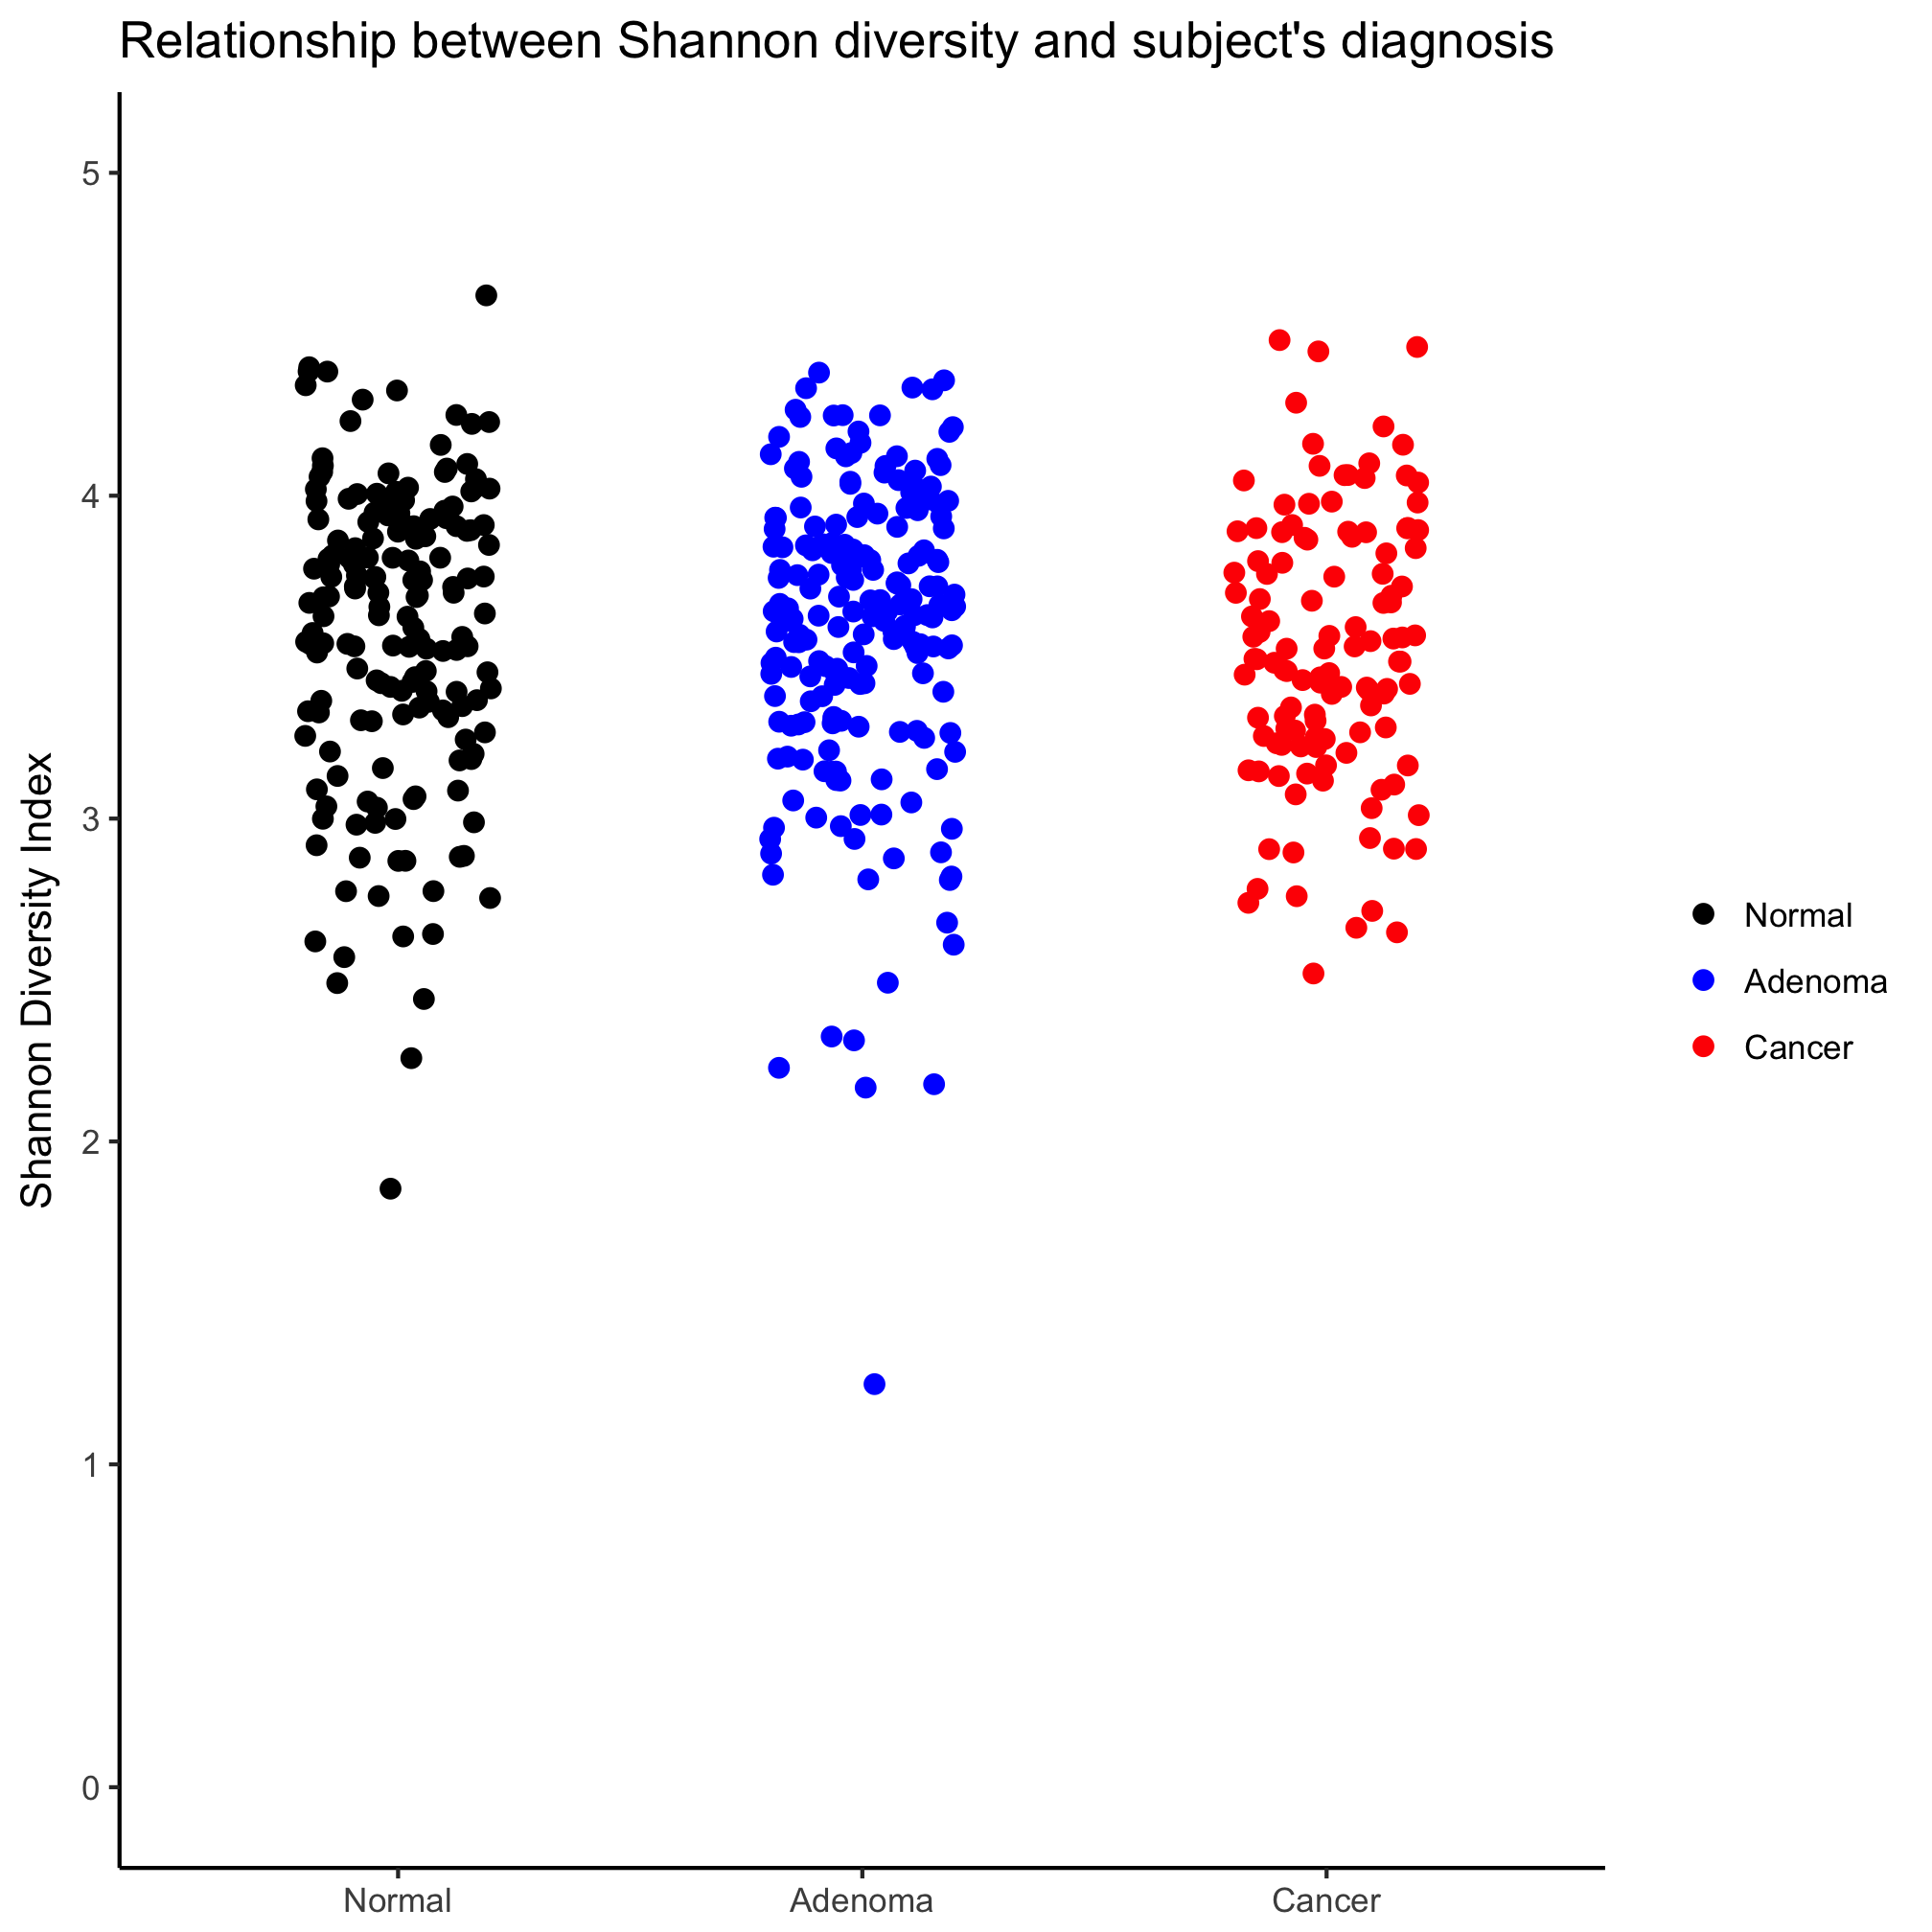 Relationship between Shannon diversity and subject's diagnosis
Shannon Diversity Index
5
4
3
2
1
0
Normal
Adenoma
Cancer
Normal
Adenoma
Cancer